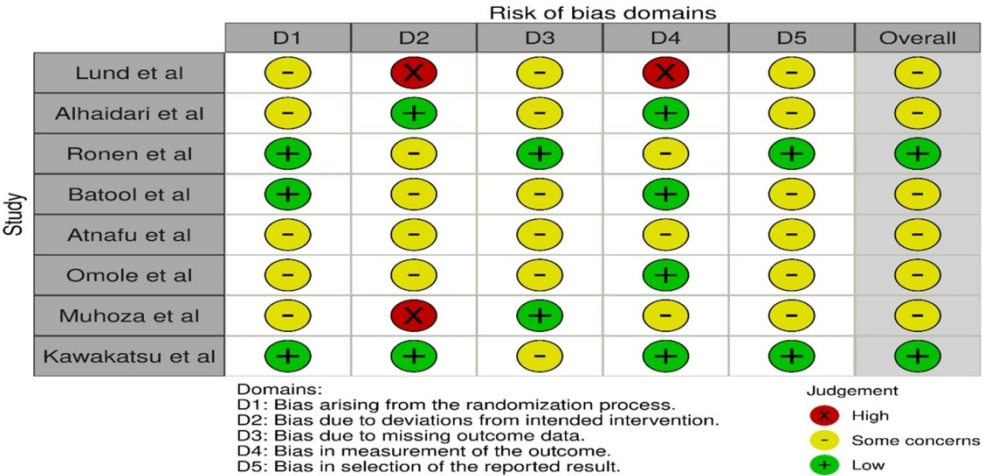 Risk of bias domains
D1 D2 D3 D4 D5 Overall
Study
Lund et al - X - X - -
Alhaidari et al - + - + - -
Ronen et al + - + - + +
Batool et al + - - + - -
Atnafu et al - - - - - -
Omole et al - - - + - -
Muhoza et al - X + - - -
Kawakatsu et al + + - + + +
Domains:
D1: Bias arising from the randomization process.
D2: Bias due to deviations from intended intervention.
D3: Bias due to missing outcome data.
D4: Bias in measurement of the outcome.
D5: Bias in selection of the reported result.
Judgement
X High
- Some concerns
+ Low